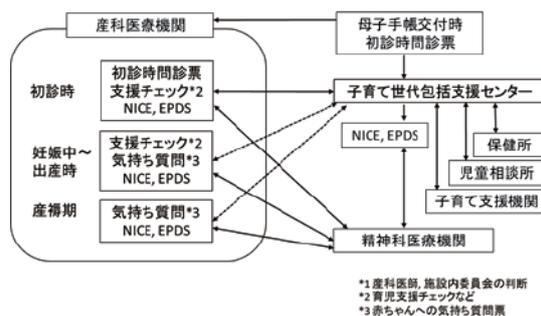 産科医療機関
母子手帳交付時
初診時問診票
初診時
初診時問診票
支援チェック*2
NICE, EPDS
子育て世代包括支援センター
妊娠中～
出産時
支援チェック*2
気持ち質問*3
NICE, EPDS
NICE, EPDS
保健所
児童相談所
子育て支援機関
産褥期
気持ち質問*3
NICE, EPDS
精神科医療機関
*1 産科医師, 施設内委員会の判断
*2 育児支援チェックなど
*3 赤ちゃんへの気持ち質問票